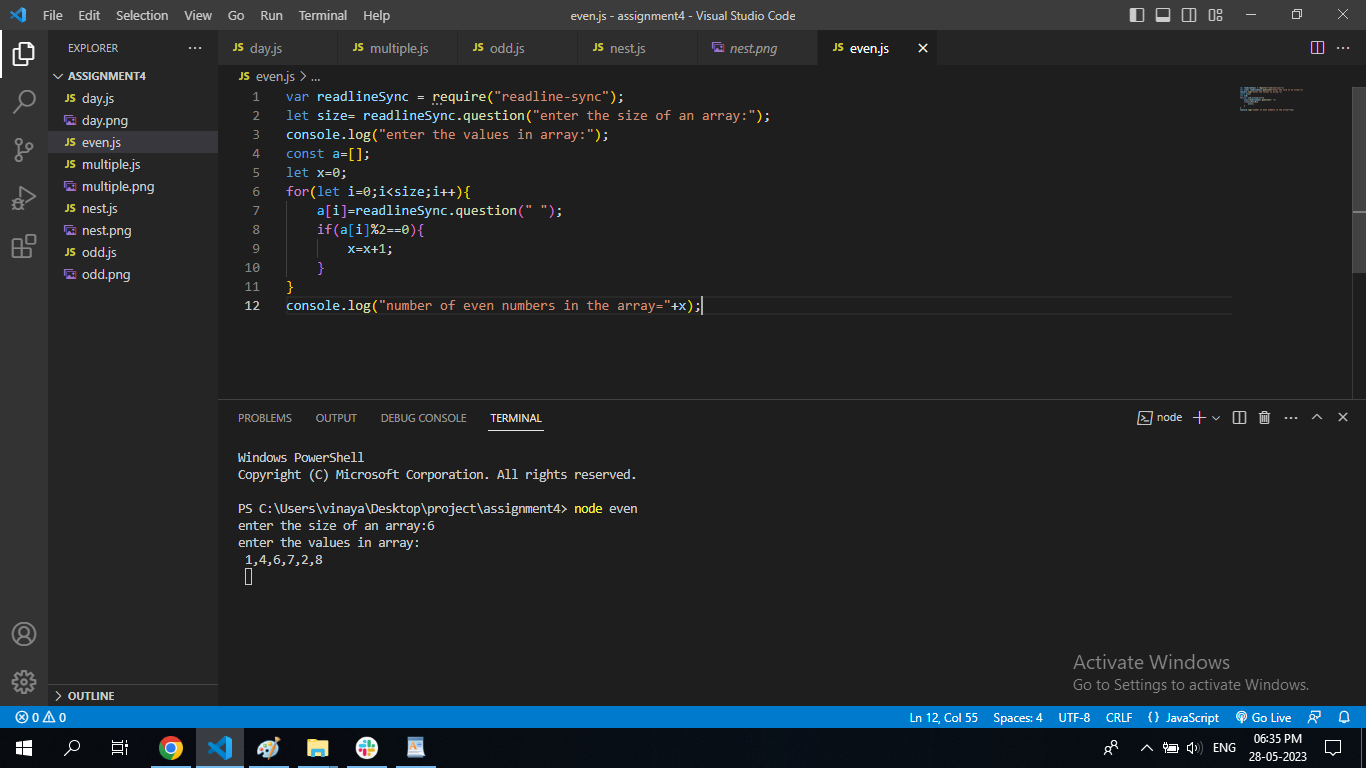 File Edit Selection View Go Run Terminal Help even.js - assignment4 - Visual Studio Code
EXPLORER
ASSIGNMENT4
day.js
day.png
even.js
multiple.js
multiple.png
nest.js
nest.png
odd.js
odd.png
OUTLINE
JS day.js JS multiple.js JS odd.js JS nest.js nest.png JS even.js
JS even.js > ...
1 var readlineSync = require("readline-sync");
2 let size= readlineSync.question("enter the size of an array:");
3 console.log("enter the values in array:");
4 const a=[];
5 let x=0;
6 for(let i=0;i<size;i++){
7 a[i]=readlineSync.question(" ");
8 if(a[i]%2==0){
9 x=x+1;
10 }
11 }
12 console.log("number of even numbers in the array="+x);
PROBLEMS OUTPUT DEBUG CONSOLE TERMINAL node
Windows PowerShell
Copyright (C) Microsoft Corporation. All rights reserved.
PS C:\Users\vinaya\Desktop\project\assignment4> node even
enter the size of an array:6
enter the values in array:
1,4,6,7,2,8
Activate Windows
Go to Settings to activate Windows.
0 0 Ln 12, Col 55 Spaces: 4 UTF-8 CRLF {} JavaScript Go Live
ENG
06:35 PM
28-05-2023